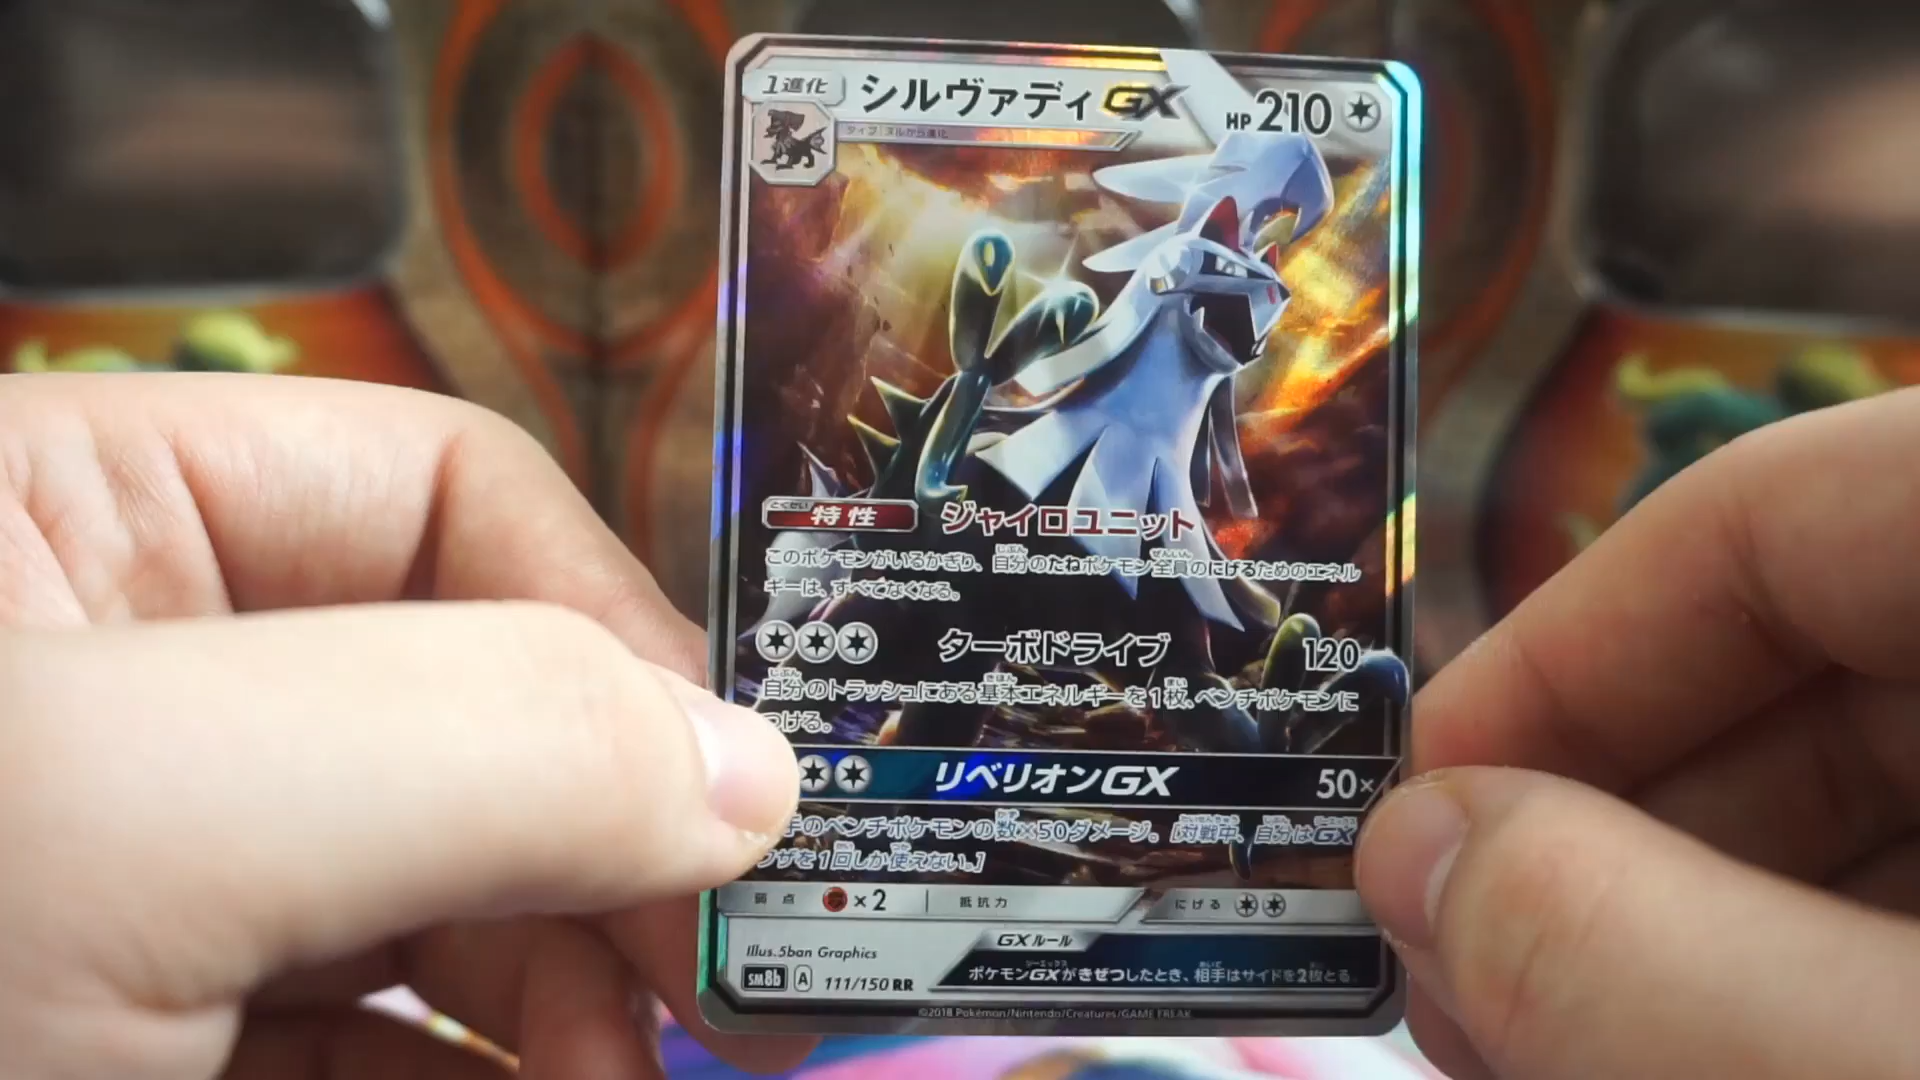 1進化 シルヴァディGX HP210
タイプ:ヌルから進化
とくせい
特性 ジャイロユニット
このポケモンがいるかぎり、自分のたねポケモン全員のにげるためのエネル
ギーは、すべてなくなる。
ターボドライブ 120
自分のトラッシュにある基本エネルギーを1枚、ベンチポケモンに
つける。
リベリオンGX 50×
手のベンチポケモンの数×50ダメージ。[対戦中、自分はGX
ワザを1回しか使えない。]
弱点 ×2 抵抗力 にげる
Illus. 5ban Graphics
GXルール
ポケモンGXがきぜつしたとき、相手はサイドを2枚とる。
SM8b A 111/150 RR
©2018 Pokémon/Nintendo/Creatures/GAME FREAK